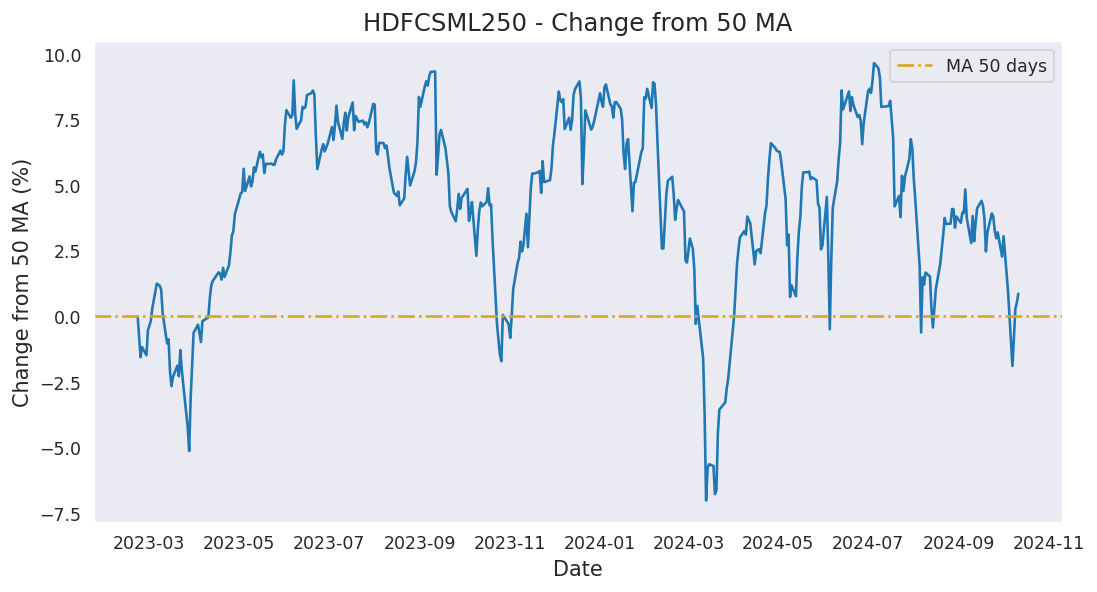 HDFCSML250 - Change from 50 MA
MA 50 days
Change from 50 MA (%)
10.0
7.5
5.0
2.5
0.0
−2.5
−5.0
−7.5
2023-03 2023-05 2023-07 2023-09 2023-11 2024-01 2024-03 2024-05 2024-07 2024-09 2024-11
Date